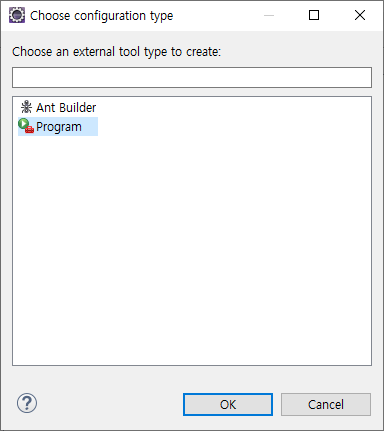 Choose configuration type
Choose an external tool type to create:
Ant Builder
Program
?
OK
Cancel